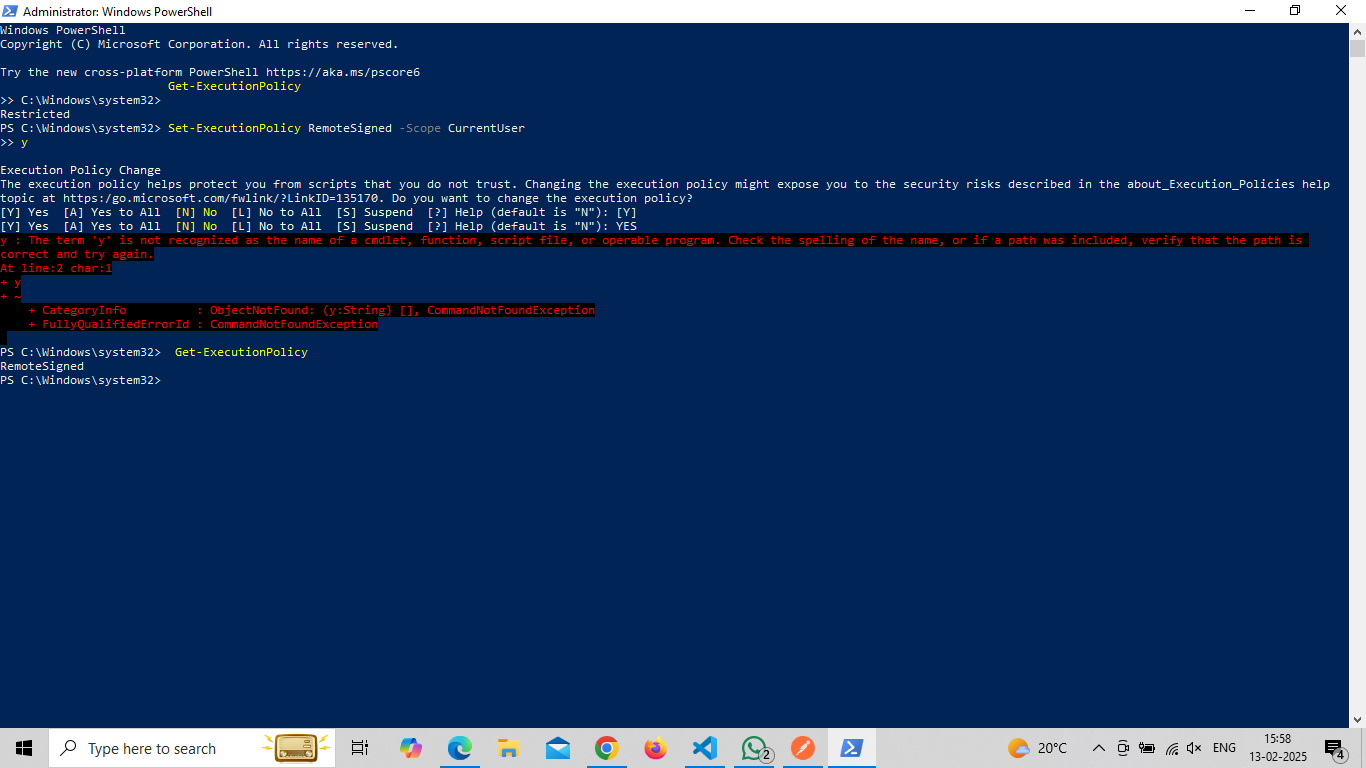 Administrator: Windows PowerShell
Windows PowerShell
Copyright (C) Microsoft Corporation. All rights reserved.
Try the new cross-platform PowerShell https://aka.ms/pscore6
Get-ExecutionPolicy
>> C:\Windows\system32>
Restricted
PS C:\Windows\system32> Set-ExecutionPolicy RemoteSigned -Scope CurrentUser
>> y
Execution Policy Change
The execution policy helps protect you from scripts that you do not trust. Changing the execution policy might expose you to the security risks described in the about_Execution_Policies help
topic at https:/go.microsoft.com/fwlink/?LinkID=135170. Do you want to change the execution policy?
[Y] Yes  [A] Yes to All  [N] No  [L] No to All  [S] Suspend  [?] Help (default is "N"): [Y]
[Y] Yes  [A] Yes to All  [N] No  [L] No to All  [S] Suspend  [?] Help (default is "N"): YES
y : The term 'y' is not recognized as the name of a cmdlet, function, script file, or operable program. Check the spelling of the name, or if a path was included, verify that the path is
correct and try again.
At line:2 char:1
+ y
+ ~
    + CategoryInfo          : ObjectNotFound: (y:String) [], CommandNotFoundException
    + FullyQualifiedErrorId : CommandNotFoundException
PS C:\Windows\system32>  Get-ExecutionPolicy
RemoteSigned
PS C:\Windows\system32>
Type here to search
2
20°C
ENG
15:58
13-02-2025
4